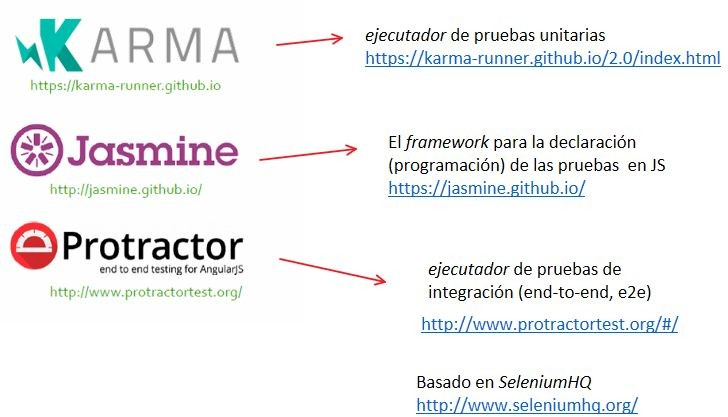 KARMA
https://karma-runner.github.io
ejecutador de pruebas unitarias
https://karma-runner.github.io/2.0/index.html
Jasmine
http://jasmine.github.io/
El framework para la declaración
(programación) de las pruebas en JS
https://jasmine.github.io/
Protractor
end to end testing for AngularJS
http://www.protractortest.org/
ejecutador de pruebas de
integración (end-to-end, e2e)
http://www.protractortest.org/#/
Basado en SeleniumHQ
http://www.seleniumhq.org/